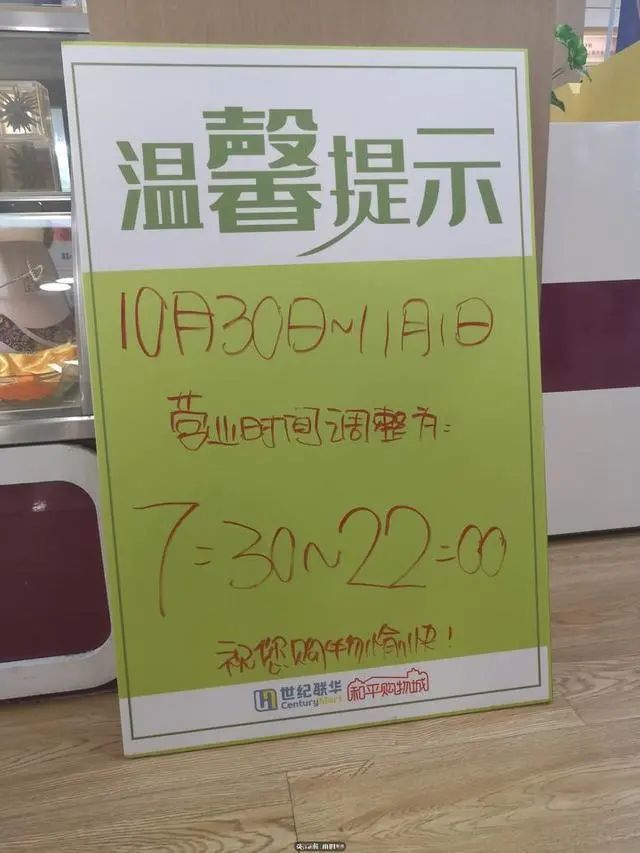 温馨提示
10月30日~11月1日
营业时间调整为:
7:30~22:00
祝您购物愉快!
世纪联华 和平购物城
CenturyMart